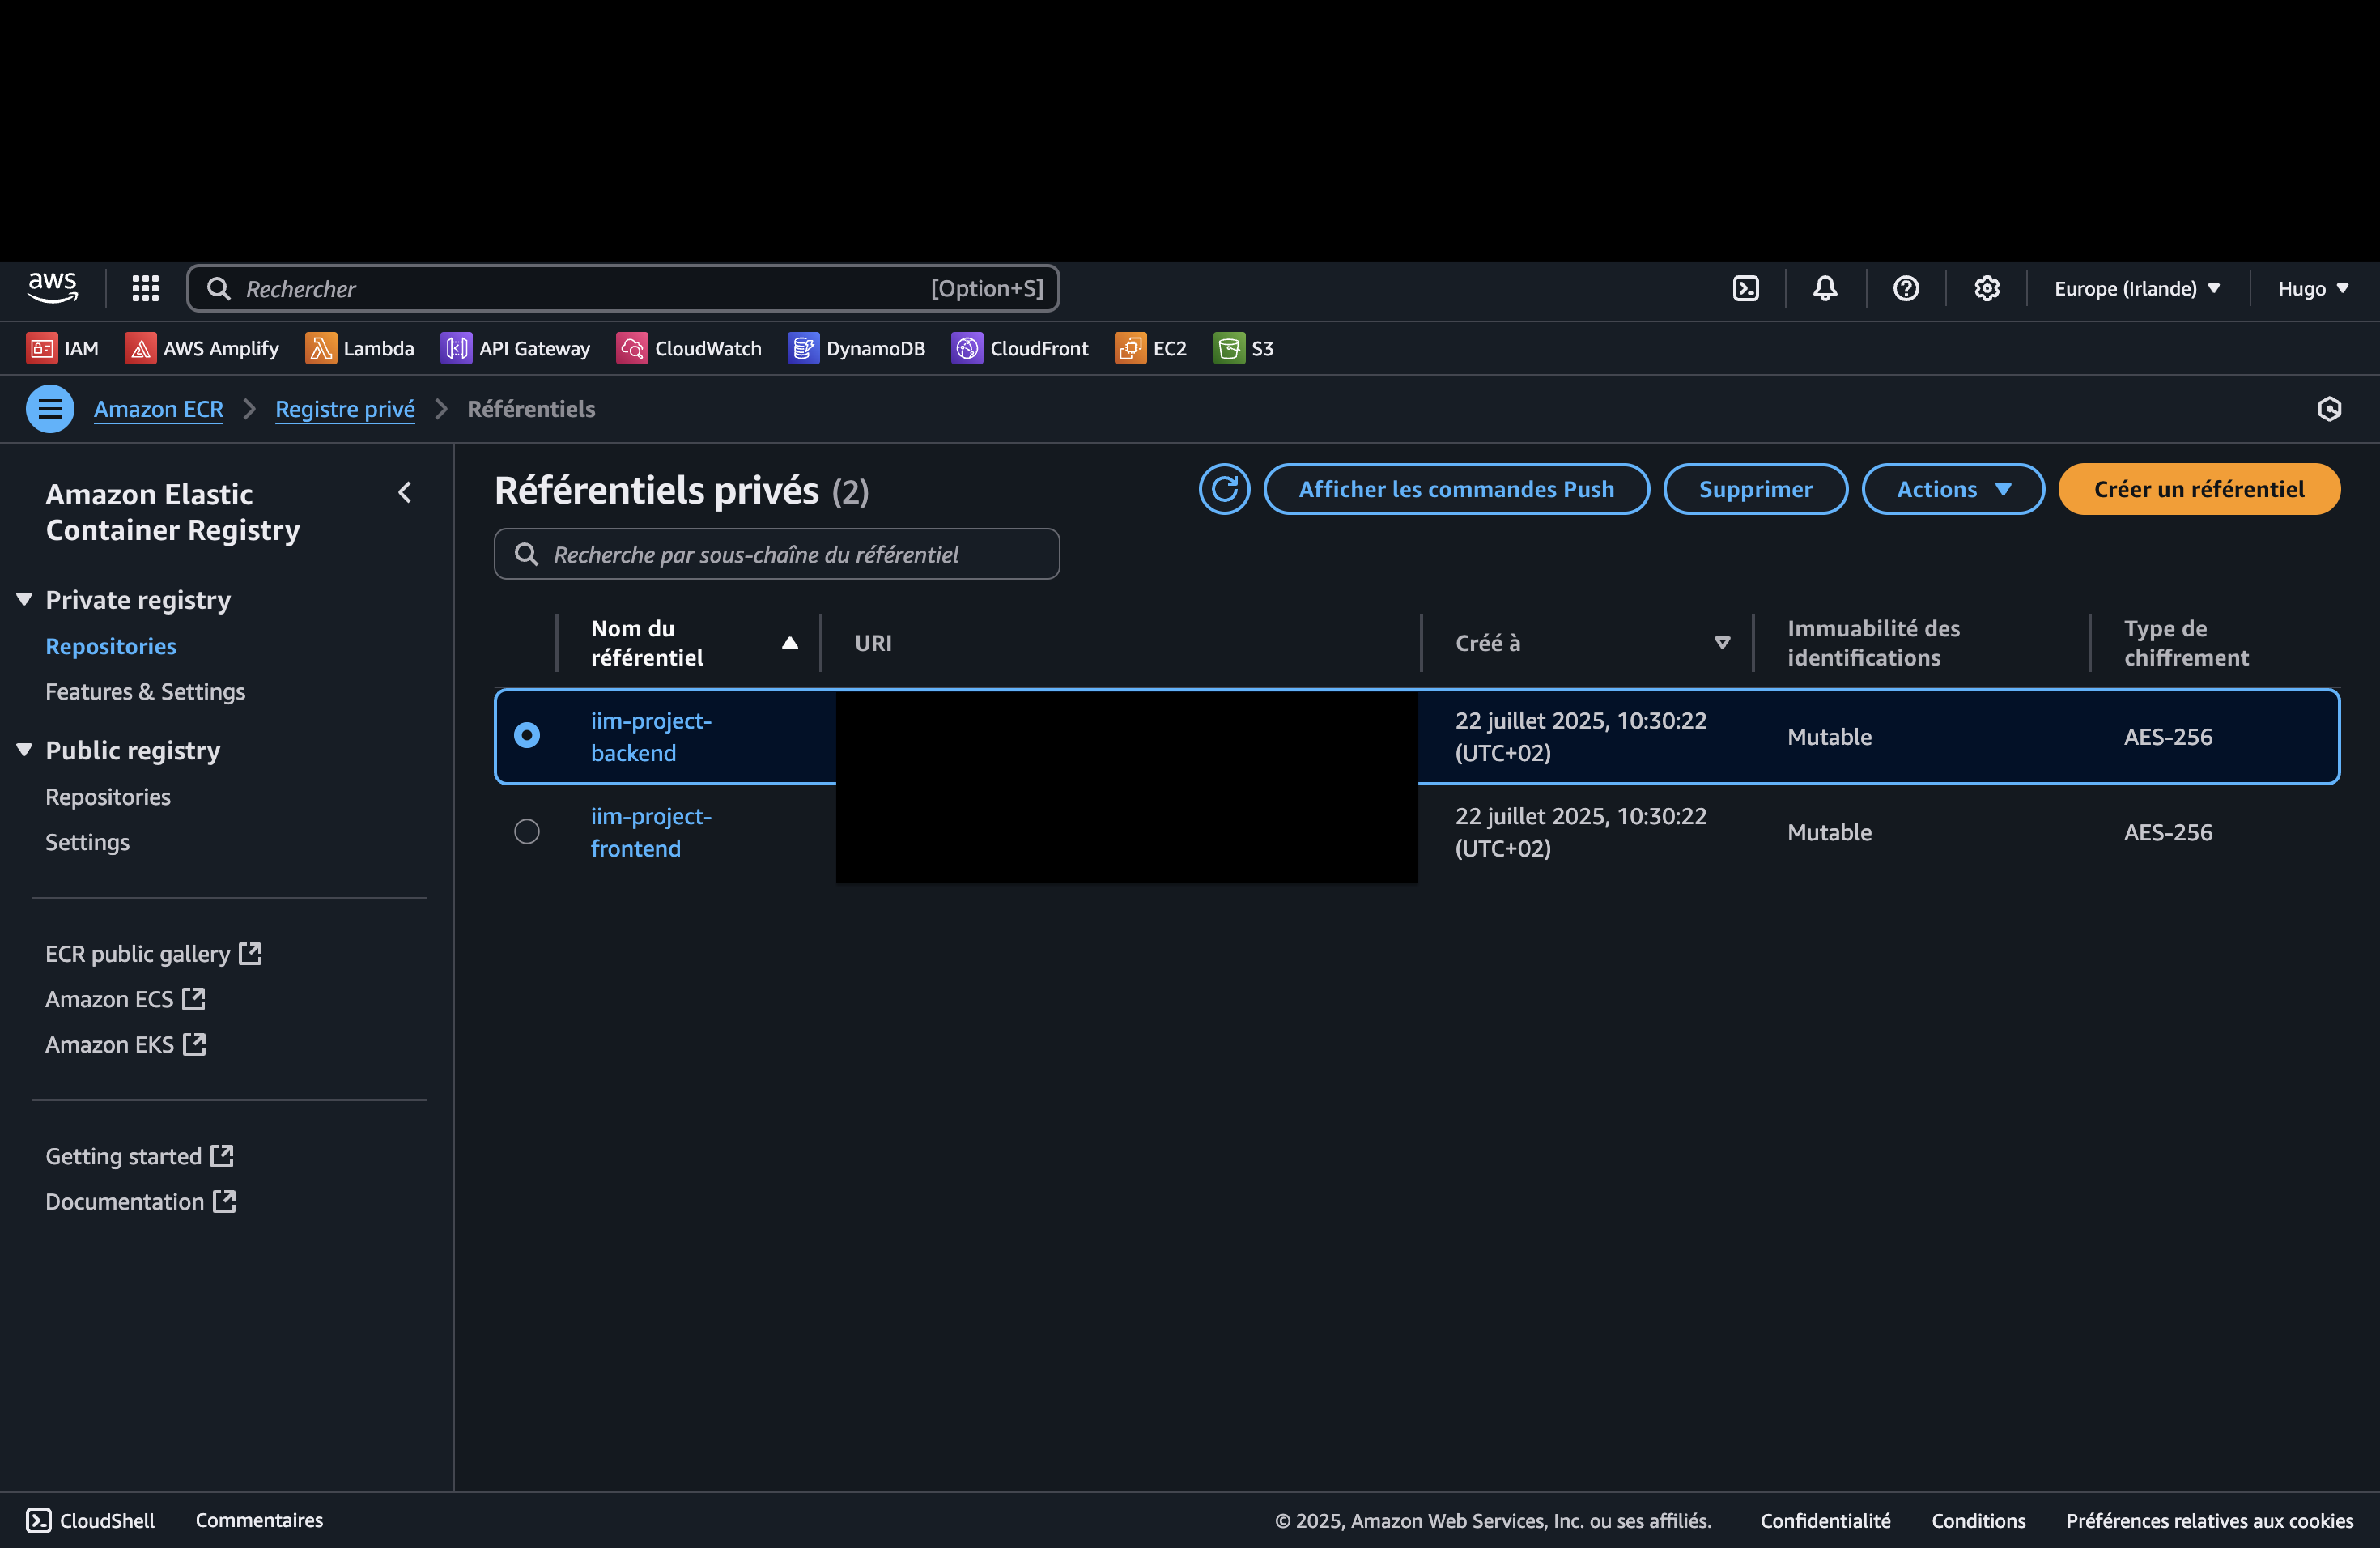 aws
Rechercher
[Option+S]
Europe (Irlande)
Hugo
IAM
AWS Amplify
Lambda
API Gateway
CloudWatch
DynamoDB
CloudFront
EC2
S3
Amazon ECR
Registre privé
Référentiels
Amazon Elastic
Container Registry
Private registry
Repositories
Features & Settings
Public registry
Repositories
Settings
ECR public gallery
Amazon ECS
Amazon EKS
Getting started
Documentation
Référentiels privés (2)
Afficher les commandes Push
Supprimer
Actions
Créer un référentiel
Recherche par sous-chaîne du référentiel
Nom du
référentiel
URI
Créé à
Immuabilité des
identifications
Type de
chiffrement
iim-project-
backend
22 juillet 2025, 10:30:22
(UTC+02)
Mutable
AES-256
iim-project-
frontend
22 juillet 2025, 10:30:22
(UTC+02)
Mutable
AES-256
CloudShell
Commentaires
© 2025, Amazon Web Services, Inc. ou ses affiliés.
Confidentialité
Conditions
Préférences relatives aux cookies